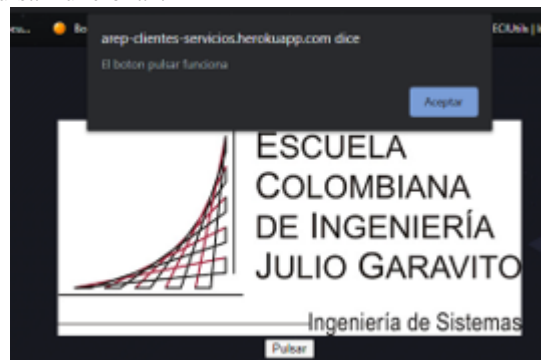 arep-clientes-servicios.herokuapp.com dice
El boton pulsar funciona
Aceptar
ESCUELA
COLOMBIANA
DE INGENIERÍA
JULIO GARAVITO
Ingeniería de Sistemas
Pulsar